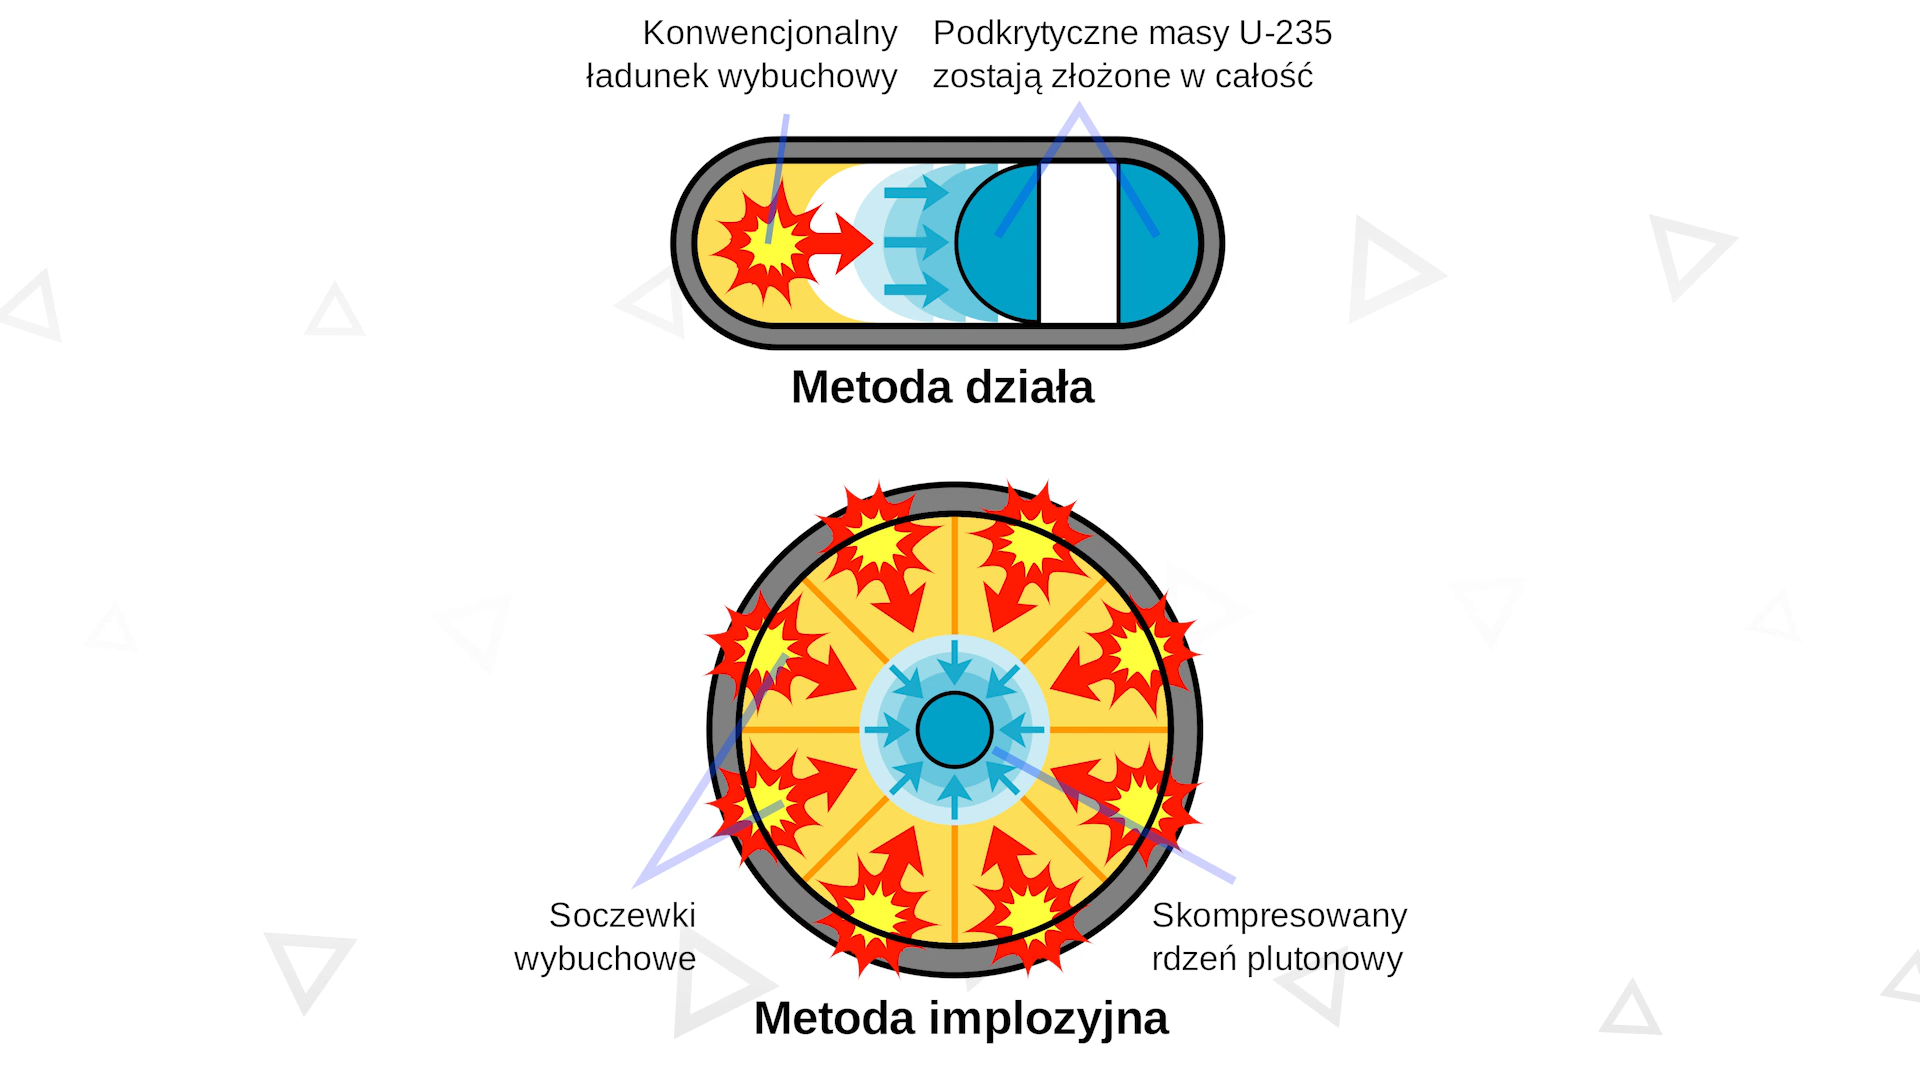 Konwencjonalny
ładunek wybuchowy
Podkrytyczne masy U-235
zostają złożone w całość
Metoda działa
Soczewki
wybuchowe
Skompresowany
rdzeń plutonowy
Metoda implozyjna